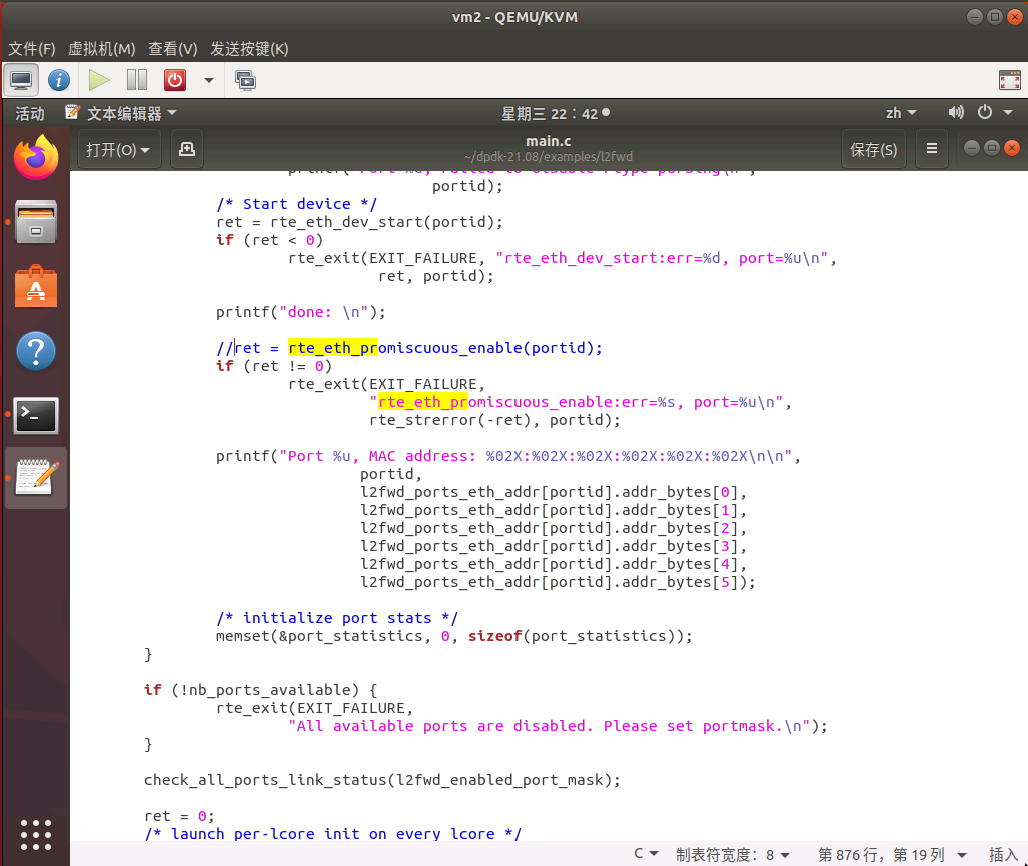 vm2 - QEMU/KVM
文件(F) 虚拟机(M) 查看(V) 发送按键(K)
活动 文本编辑器 星期三 22：42 zh
打开(O) main.c 保存(S)
~/dpdk-21.08/examples/l2fwd
portid);
/* Start device */
ret = rte_eth_dev_start(portid);
if (ret < 0)
rte_exit(EXIT_FAILURE, "rte_eth_dev_start:err=%d, port=%u\n",
ret, portid);
printf("done: \n");
//ret = rte_eth_promiscuous_enable(portid);
if (ret != 0)
rte_exit(EXIT_FAILURE,
"rte_eth_promiscuous_enable:err=%s, port=%u\n",
rte_strerror(-ret), portid);
printf("Port %u, MAC address: %02X:%02X:%02X:%02X:%02X:%02X\n\n",
portid,
l2fwd_ports_eth_addr[portid].addr_bytes[0],
l2fwd_ports_eth_addr[portid].addr_bytes[1],
l2fwd_ports_eth_addr[portid].addr_bytes[2],
l2fwd_ports_eth_addr[portid].addr_bytes[3],
l2fwd_ports_eth_addr[portid].addr_bytes[4],
l2fwd_ports_eth_addr[portid].addr_bytes[5]);
/* initialize port stats */
memset(&port_statistics, 0, sizeof(port_statistics));
}
if (!nb_ports_available) {
rte_exit(EXIT_FAILURE,
"All available ports are disabled. Please set portmask.\n");
}
check_all_ports_link_status(l2fwd_enabled_port_mask);
ret = 0;
/* launch per-lcore init on every lcore */
C 制表符宽度：8 第 876 行，第 19 列 插入